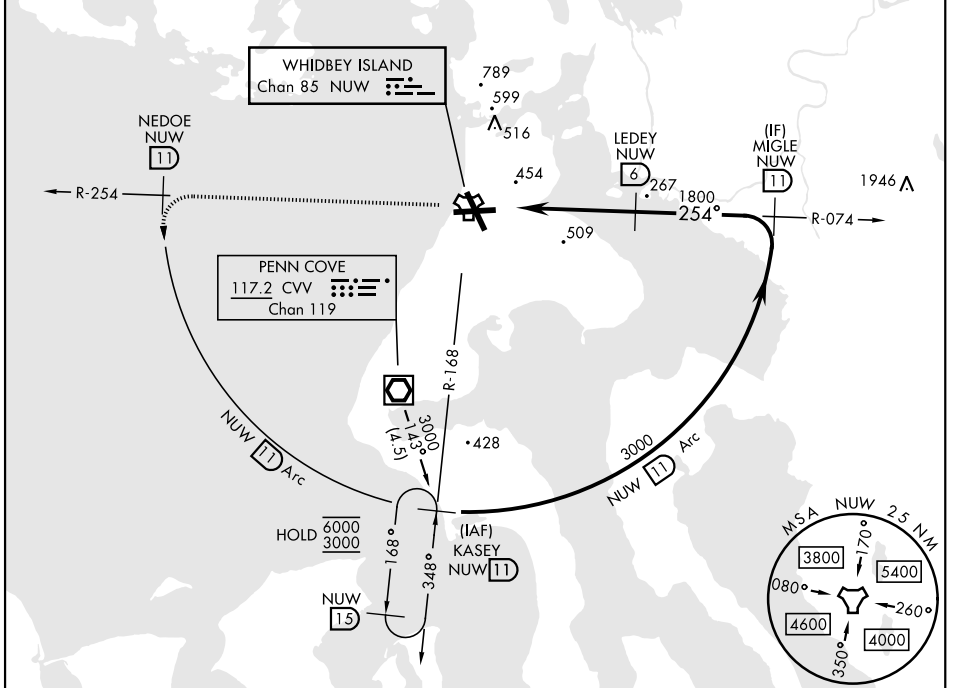 WHIDBEY ISLAND
Chan 85 NUW
789
599
516
454
NEDOE
NUW
11
LEDEY
NUW
6
267
(IF)
MIGLE
NUW
11
1946
R-254
1800
254°
R-074
509
PENN COVE
117.2 CVV
Chan 119
R-168
3000
143°
(4.5)
428
NUW 11 Arc
3000
NUW 11 Arc
HOLD 6000
3000
168°
348°
(IAF)
KASEY
NUW 11
NUW
15
MSA NUW 25 NM
170°
3800
5400
080°
260°
4600
4000
350°